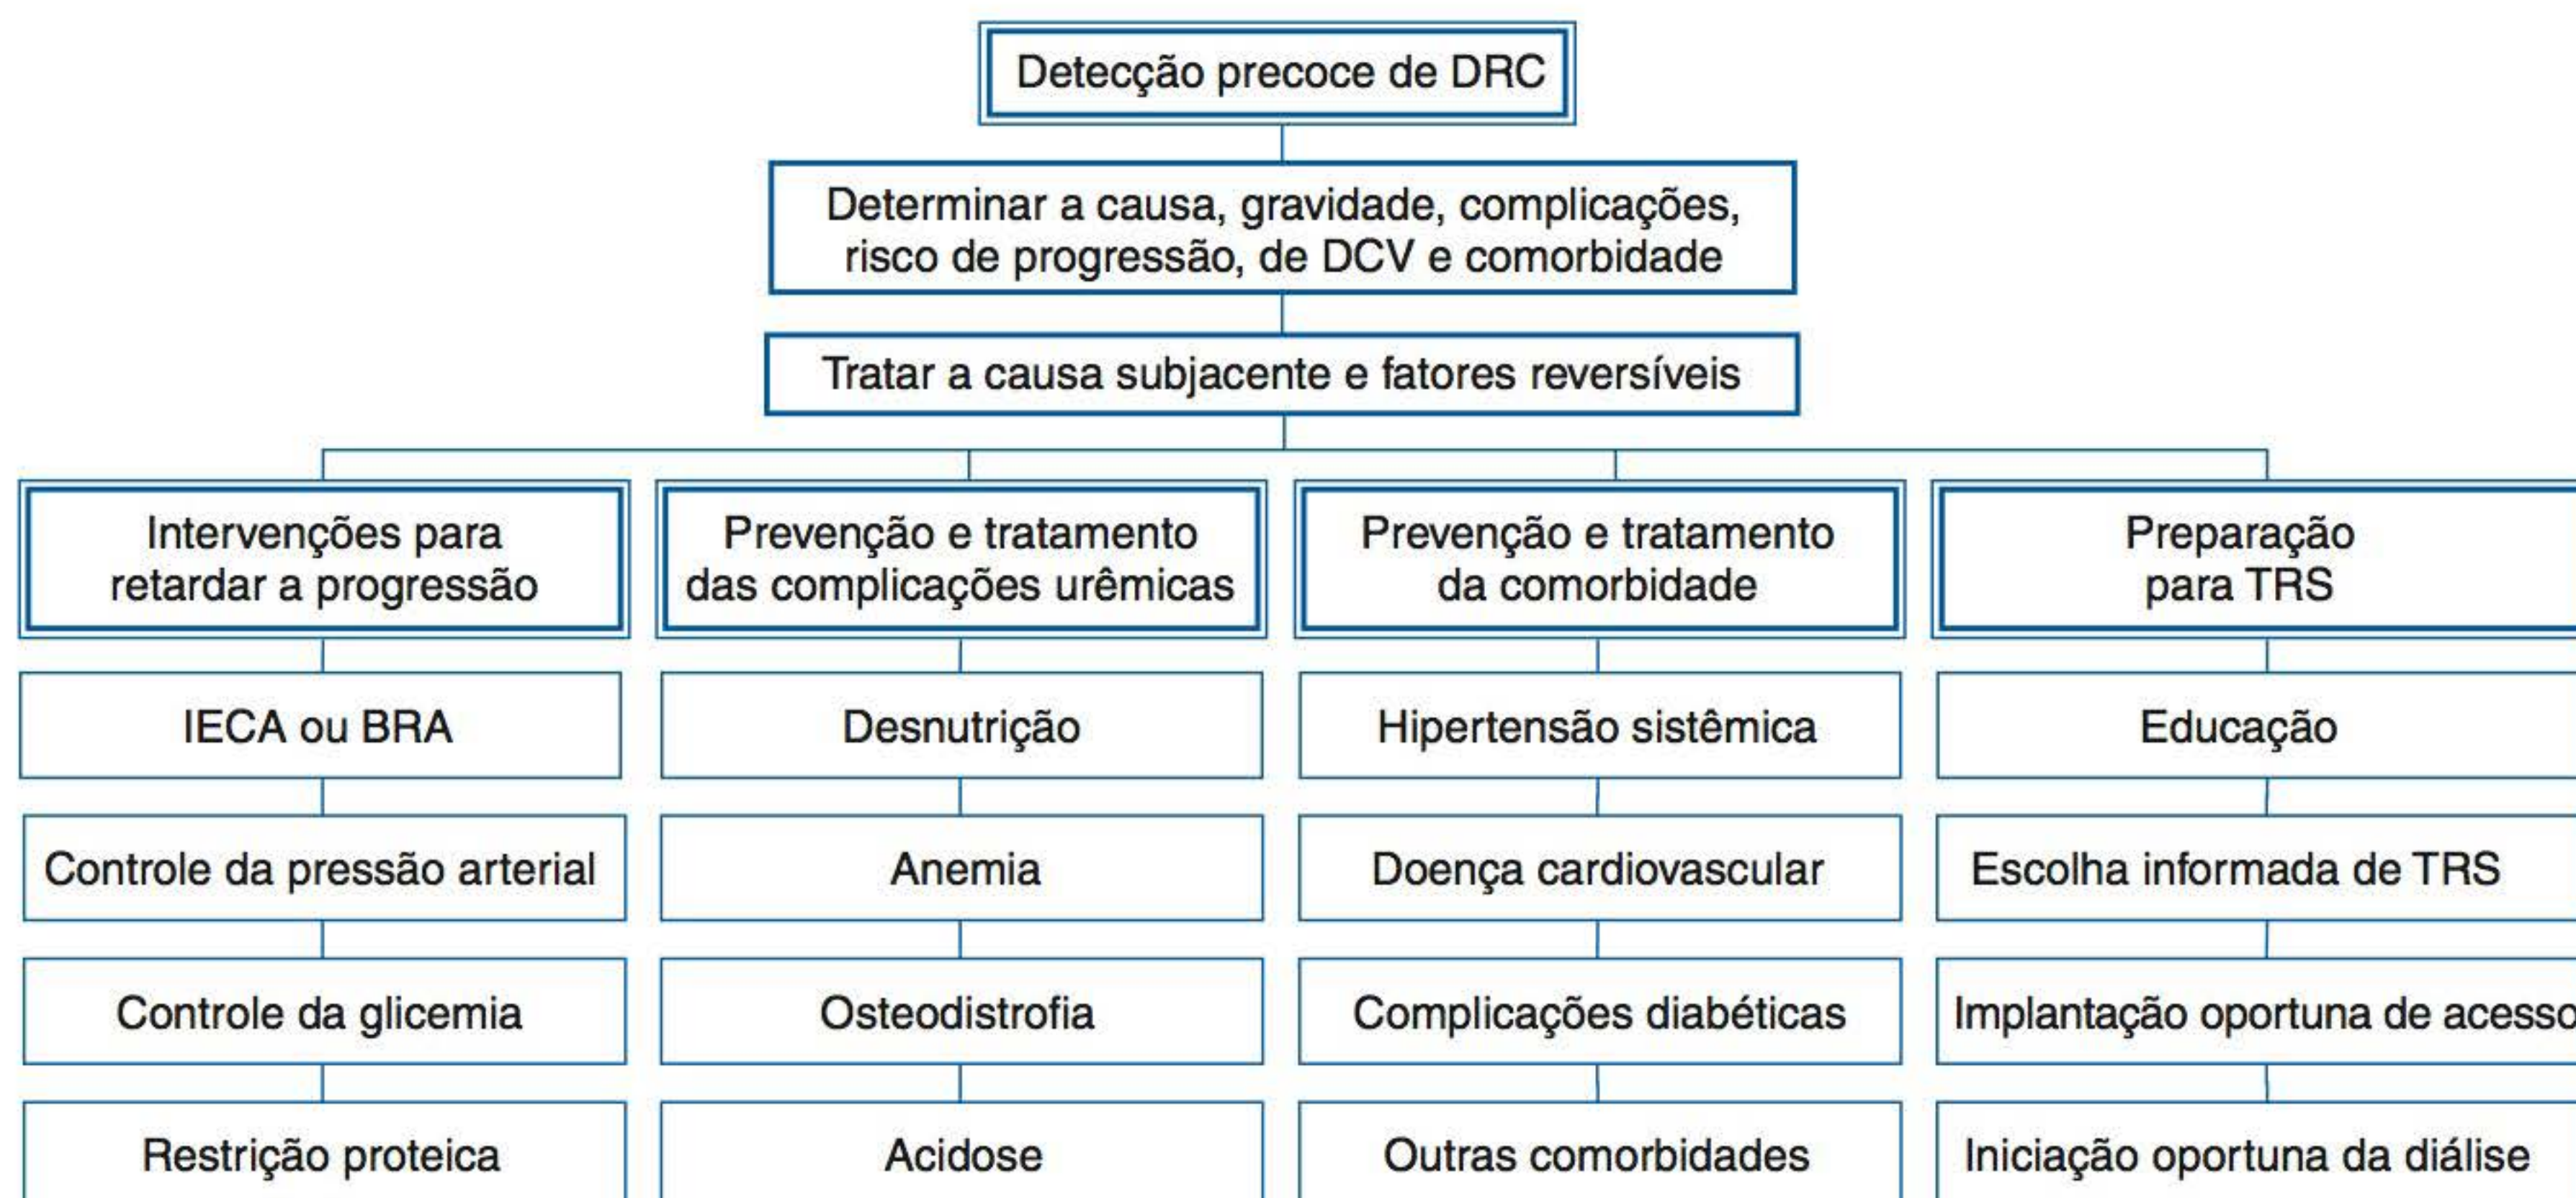 Detecção precoce de DRC
Determinar a causa, gravidade, complicações,
risco de progressão, de DCV e comorbidade
Tratar a causa subjacente e fatores reversíveis
Intervenções para
retardar a progressão
Prevenção e tratamento
das complicações urêmicas
Prevenção e tratamento
da comorbidade
Preparação
para TRS
IECA ou BRA
Desnutrição
Hipertensão sistêmica
Educação
Controle da pressão arterial
Anemia
Doença cardiovascular
Escolha informada de TRS
Controle da glicemia
Osteodistrofia
Complicações diabéticas
Implantação oportuna de acesso
Restrição proteica
Acidose
Outras comorbidades
Iniciação oportuna da diálise